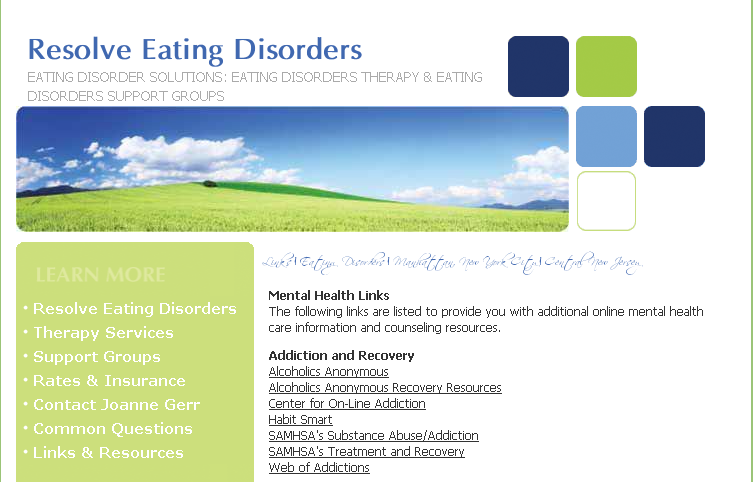 Resolve Eating Disorders
EATING DISORDER SOLUTIONS: EATING DISORDERS THERAPY & EATING
DISORDERS SUPPORT GROUPS
LEARN MORE
• Resolve Eating Disorders
• Therapy Services
• Support Groups
• Rates & Insurance
• Contact Joanne Gerr
• Common Questions
• Links & Resources
Links | Eating Disorders | Manhattan, New York City | Central New Jersey
Mental Health Links
The following links are listed to provide you with additional online mental health
care information and counseling resources.
Addiction and Recovery
Alcoholics Anonymous
Alcoholics Anonymous Recovery Resources
Center for On-Line Addiction
Habit Smart
SAMHSA's Substance Abuse/Addiction
SAMHSA's Treatment and Recovery
Web of Addictions